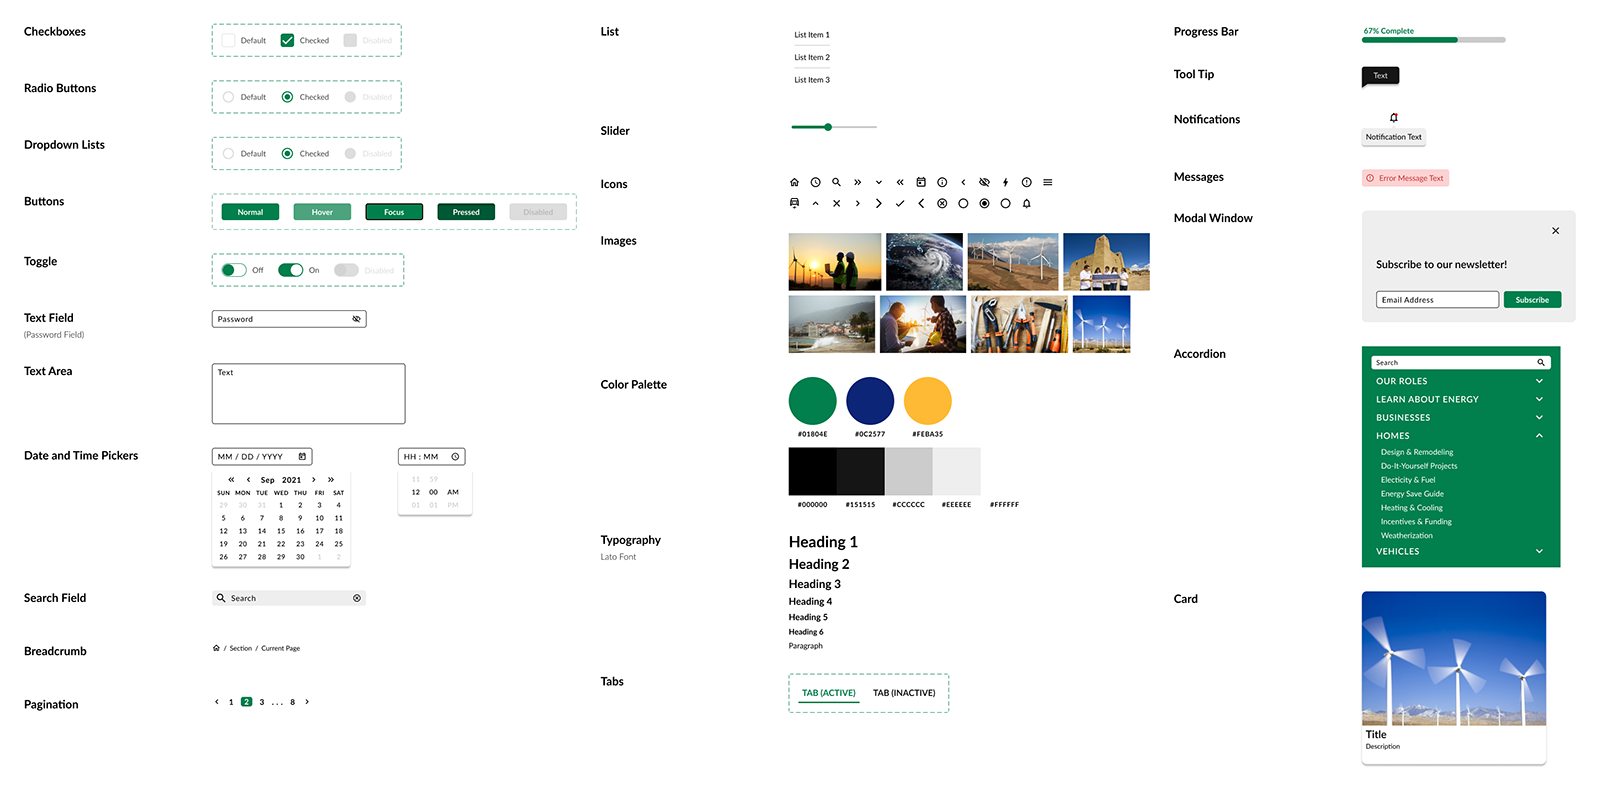 Checkboxes
Default Checked Disabled
Radio Buttons
Default Checked Disabled
Dropdown Lists
Default Checked Disabled
Buttons
Normal Hover Focus Pressed Disabled
Toggle
Off On Disabled
Text Field
(Password Field)
Password
Text Area
Text
Date and Time Pickers
MM / DD / YYYY
Sep 2021
SUN MON TUE WED THU FRI SAT
29 30 31 1 2 3 4
5 6 7 8 9 10 11
12 13 14 15 16 17 18
19 20 21 22 23 24 25
26 27 28 29 30 1 2
HH : MM
11 59
12 00 AM
01 01 PM
Search Field
Search
Breadcrumb
/ Section / Current Page
Pagination
1 2 3 ... 8
List
List Item 1
List Item 2
List Item 3
Slider
Icons
Images
Color Palette
#01804E #0C2577 #FEBA35
#000000 #151515 #CCCCCC #EEEEEE #FFFFFF
Typography
Lato Font
Heading 1
Heading 2
Heading 3
Heading 4
Heading 5
Heading 6
Paragraph
Tabs
TAB (ACTIVE) TAB (INACTIVE)
Progress Bar
67% Complete
Tool Tip
Text
Notifications
Notification Text
Messages
Error Message Text
Modal Window
Subscribe to our newsletter!
Email Address Subscribe
Accordion
Search
OUR ROLES
LEARN ABOUT ENERGY
BUSINESSES
HOMES
Design & Remodeling
Do-It-Yourself Projects
Electicity & Fuel
Energy Save Guide
Heating & Cooling
Incentives & Funding
Weatherization
VEHICLES
Card
Title
Description